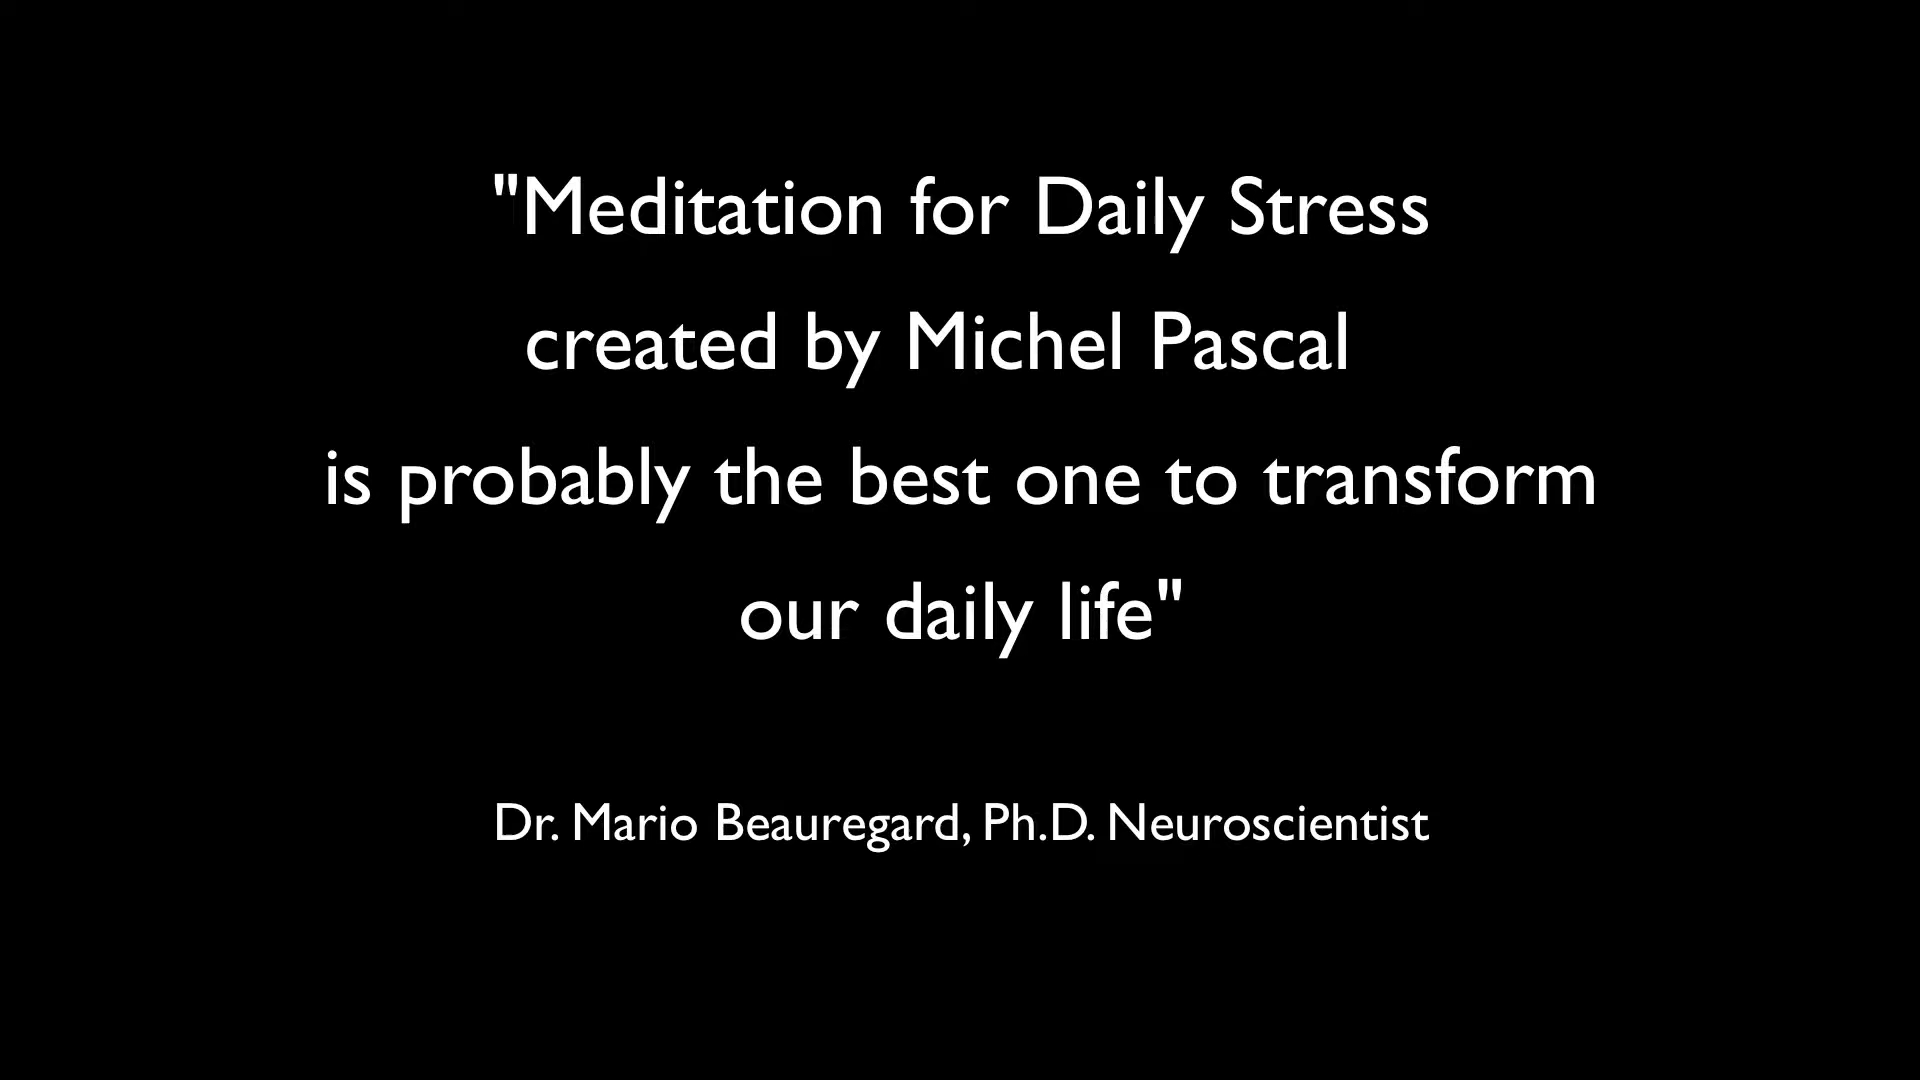 "Meditation for Daily Stress
created by Michel Pascal
is probably the best one to transform
our daily life"
Dr. Mario Beauregard, Ph.D. Neuroscientist